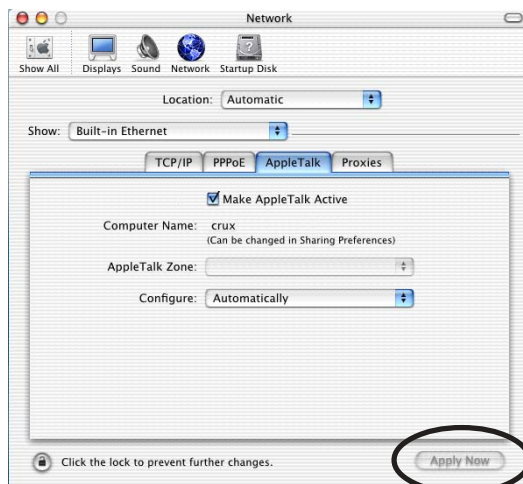 Network
Show All Displays Sound Network Startup Disk
Location: Automatic
Show: Built-in Ethernet
TCP/IP PPPoE AppleTalk Proxies
Make AppleTalk Active
Computer Name: crux
(Can be changed in Sharing Preferences)
AppleTalk Zone:
Configure: Automatically
Click the lock to prevent further changes.
Apply Now